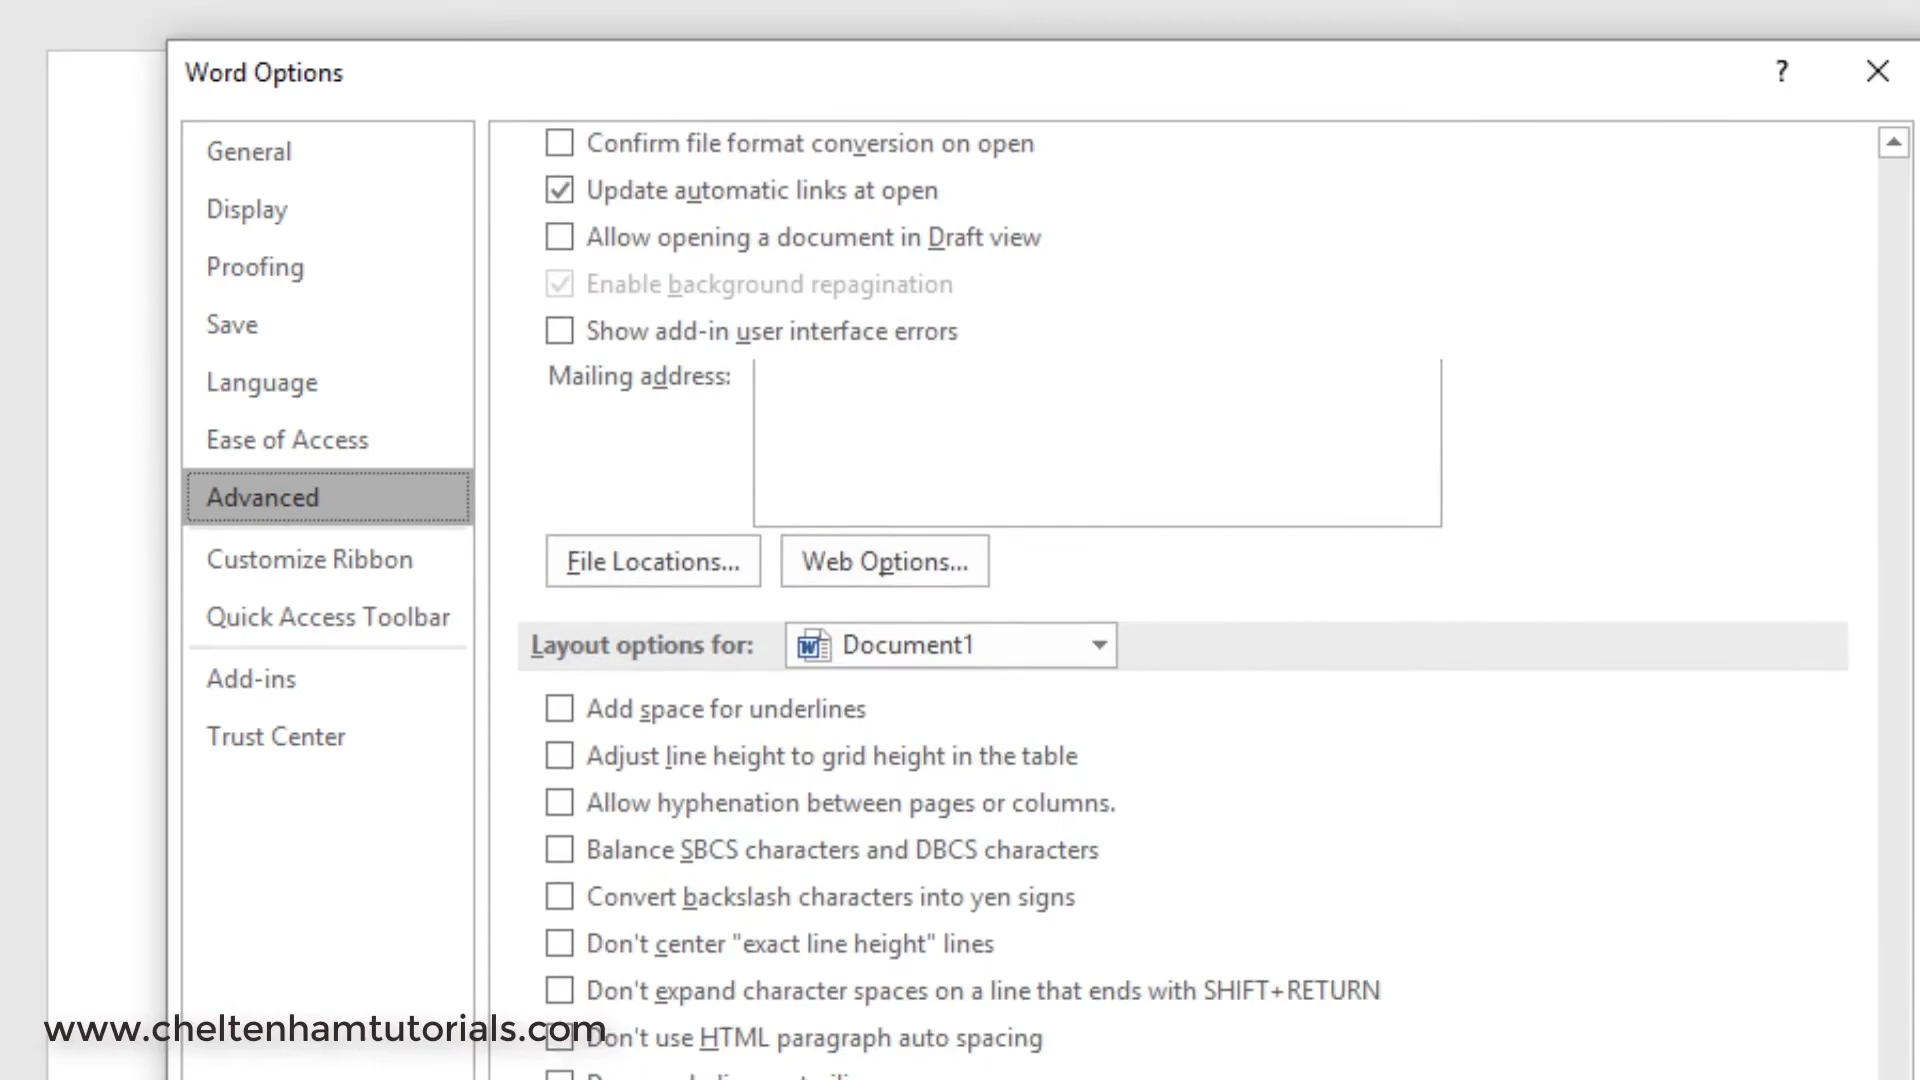 Word Options
?
General
Display
Proofing
Save
Language
Ease of Access
Advanced
Customize Ribbon
Quick Access Toolbar
Add-ins
Trust Center
Confirm file format conversion on open
Update automatic links at open
Allow opening a document in Draft view
Enable background repagination
Show add-in user interface errors
Mailing address:
File Locations... Web Options...
Layout options for: Document1
Add space for underlines
Adjust line height to grid height in the table
Allow hyphenation between pages or columns.
Balance SBCS characters and DBCS characters
Convert backslash characters into yen signs
Don't center "exact line height" lines
Don't expand character spaces on a line that ends with SHIFT+RETURN
Don't use HTML paragraph auto spacing
www.cheltenhamtutorials.com